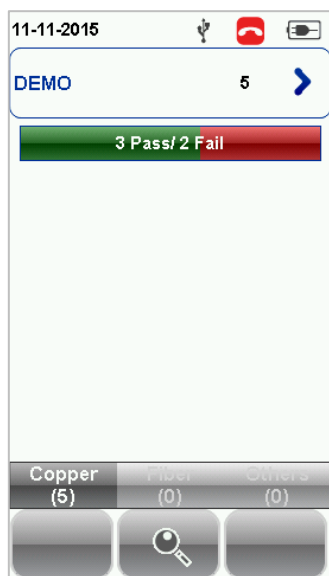 11-11-2015
DEMO 5
3 Pass/ 2 Fail
Copper Fiber Others
(5) (0) (0)